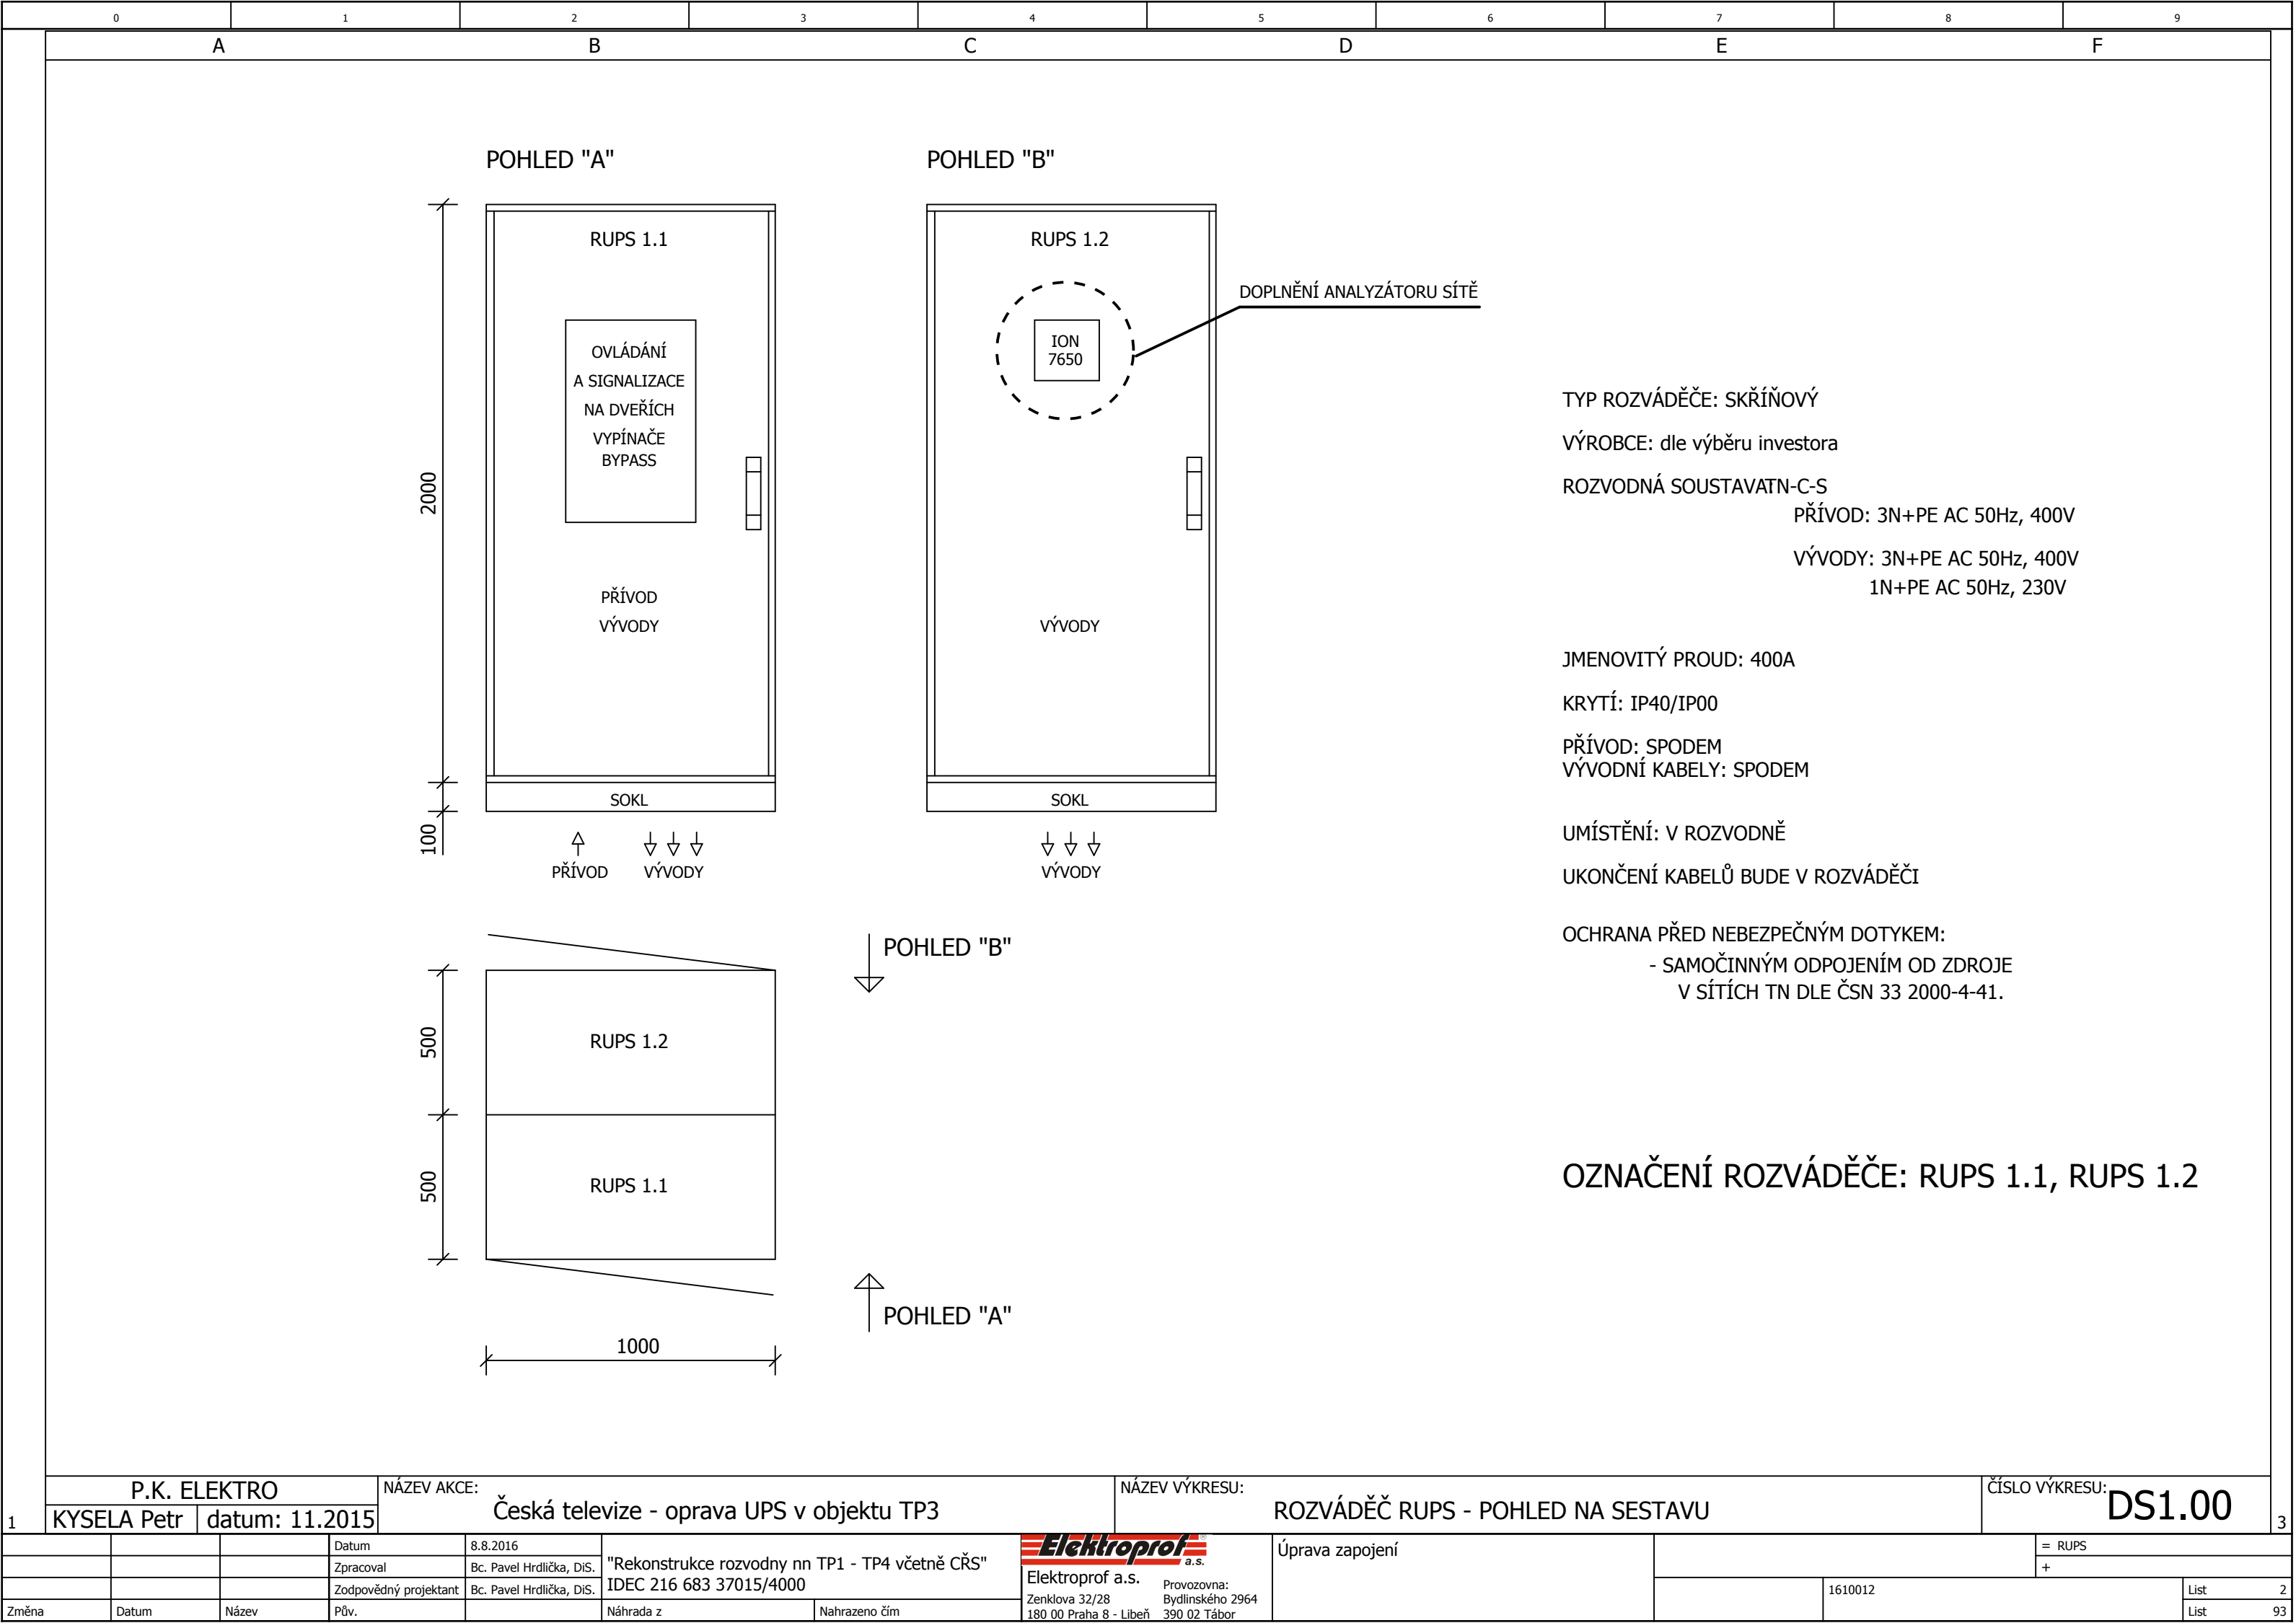 0 1 2 3 4 5 6 7 8 9
A B C D E F
POHLED "A"
POHLED "B"
RUPS 1.1
RUPS 1.2
DOPLNĚNÍ ANALYZÁTORU SÍTĚ
OVLÁDÁNÍ
A SIGNALIZACE
NA DVEŘÍCH
VYPÍNAČE
BYPASS
ION
7650
2000
PŘÍVOD
VÝVODY
VÝVODY
SOKL
SOKL
100
PŘÍVOD
VÝVODY
VÝVODY
TYP ROZVÁDĚČE: SKŘÍŇOVÝ
VÝROBCE: dle výběru investora
ROZVODNÁ SOUSTAVA: TN-C-S
PŘÍVOD: 3N+PE AC 50Hz, 400V
VÝVODY: 3N+PE AC 50Hz, 400V
1N+PE AC 50Hz, 230V
JMENOVITÝ PROUD: 400A
KRYTÍ: IP40/IP00
PŘÍVOD: SPODEM
VÝVODNÍ KABELY: SPODEM
UMÍSTĚNÍ: V ROZVODNĚ
UKONČENÍ KABELŮ BUDE V ROZVÁDĚČI
OCHRANA PŘED NEBEZPEČNÝM DOTYKEM:
- SAMOČINNÝM ODPOJENÍM OD ZDROJE
V SÍTÍCH TN DLE ČSN 33 2000-4-41.
POHLED "B"
500
RUPS 1.2
500
RUPS 1.1
POHLED "A"
1000
OZNAČENÍ ROZVÁDĚČE: RUPS 1.1, RUPS 1.2
P.K. ELEKTRO
KYSELA Petr datum: 11.2015
NÁZEV AKCE:
Česká televize - oprava UPS v objektu TP3
NÁZEV VÝKRESU:
ROZVÁDĚČ RUPS - POHLED NA SESTAVU
ČÍSLO VÝKRESU:
DS1.00
1
3
Datum 8.8.2016
Zpracoval Bc. Pavel Hrdlička, DiS.
Zodpovědný projektant Bc. Pavel Hrdlička, DiS.
Změna Datum Název Pův.
"Rekonstrukce rozvodny nn TP1 - TP4 včetně CŘS"
IDEC 216 683 37015/4000
Náhrada z Nahrazeno čím
Elektroprof®
a.s.
Elektroprof a.s.
Zenklova 32/28
180 00 Praha 8 - Libeň
Provozovna:
Bydlinského 2964
390 02 Tábor
Úprava zapojení
= RUPS
+
1610012
List 2
List 93